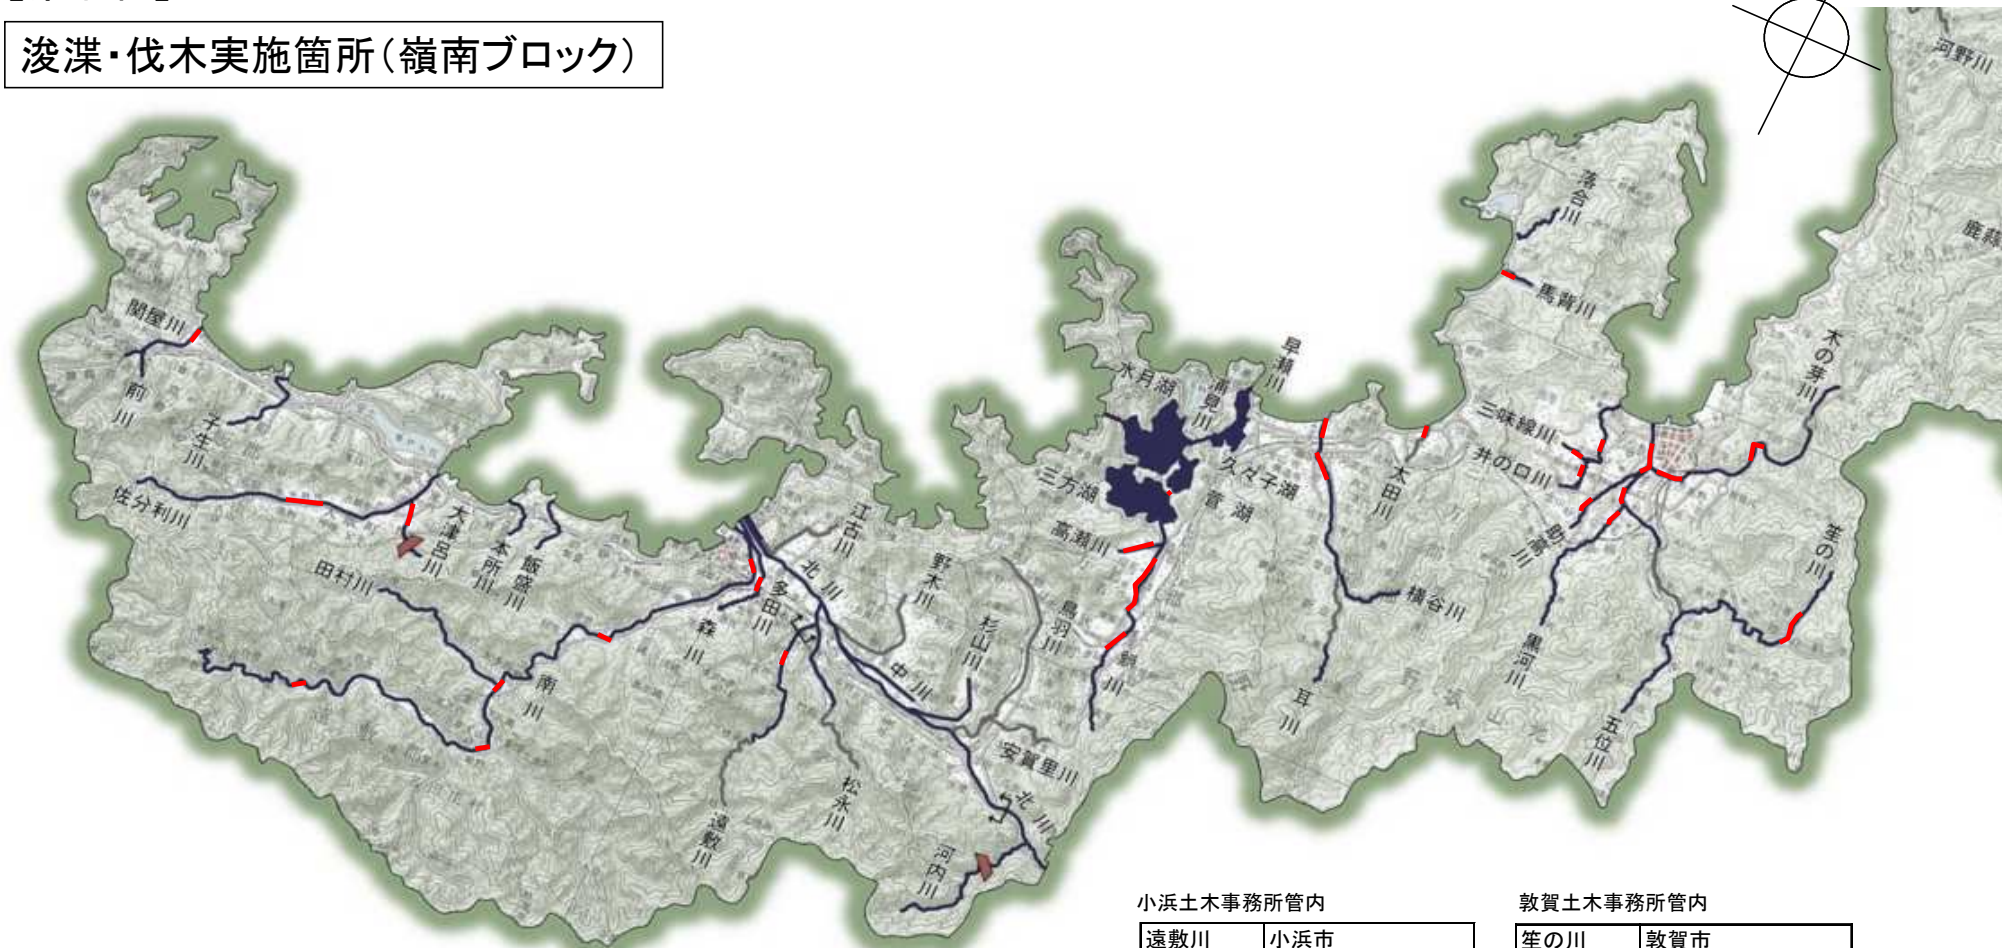 浚渫・伐木実施箇所（嶺南ブロック）
河野川
鹿蒜
落合川
馬背川
関屋川
前川
子生川
佐分利川
大津呂川
本所川
飯盛川
田村川
南川
森川
多田川
北川
江古川
野木川
杉山川
中川
鳥羽川
安賀里川
北川
松永川
遠敷川
河内川
水月湖
浦見川
早瀬川
久々子湖
菅湖
三方湖
高瀬川
鰣川
太田川
横谷川
耳川
三味線川
井の口川
助高川
黒河川
五位川
木の芽川
笙の川
小浜土木事務所管内
遠敷川 小浜市
敦賀土木事務所管内
笙の川 敦賀市